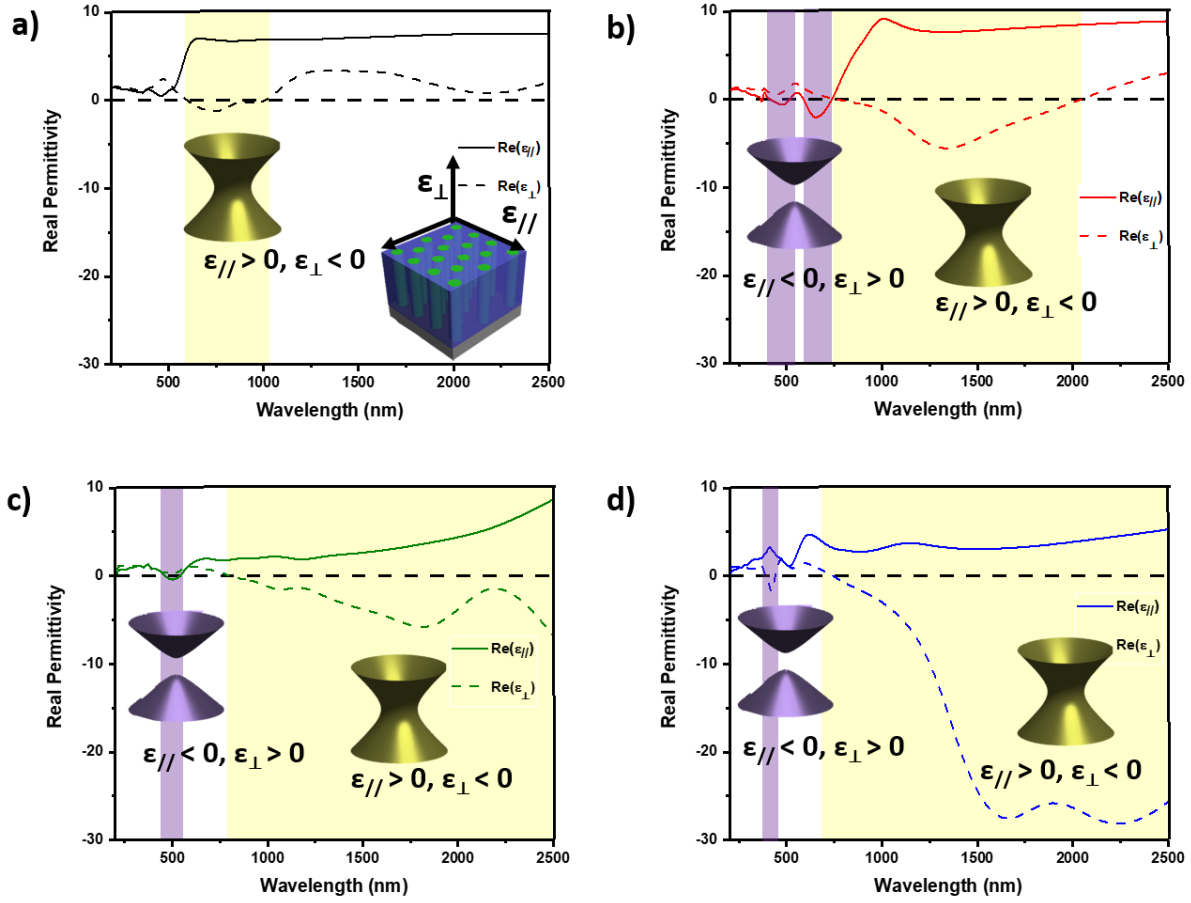 a)
Real Permittivity
10
0
-10
-20
-30
Re(ε//)
Re(ε⊥)
ε⊥
ε//
ε// > 0, ε⊥ < 0
500 1000 1500 2000 2500
Wavelength (nm)
b)
Real Permittivity
10
0
-10
-20
-30
Re(ε//)
Re(ε⊥)
ε// < 0, ε⊥ > 0
ε// > 0, ε⊥ < 0
500 1000 1500 2000 2500
Wavelength (nm)
c)
Real Permittivity
10
0
-10
-20
-30
Re(ε//)
Re(ε⊥)
ε// < 0, ε⊥ > 0
ε// > 0, ε⊥ < 0
500 1000 1500 2000 2500
Wavelength (nm)
d)
Real Permittivity
10
0
-10
-20
-30
Re(ε//)
Re(ε⊥)
ε// < 0, ε⊥ > 0
ε// > 0, ε⊥ < 0
500 1000 1500 2000 2500
Wavelength (nm)